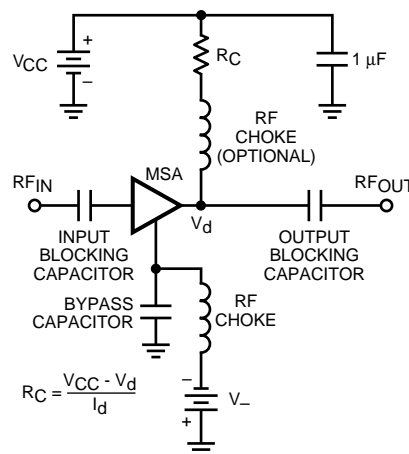 +
VCC
–
RC
1 µF
RF
CHOKE
(OPTIONAL)
MSA
RFIN
RFOUT
Vd
INPUT
BLOCKING
CAPACITOR
OUTPUT
BLOCKING
CAPACITOR
BYPASS
CAPACITOR
RF
CHOKE
RC = VCC - Vd
Id
–
V–
+